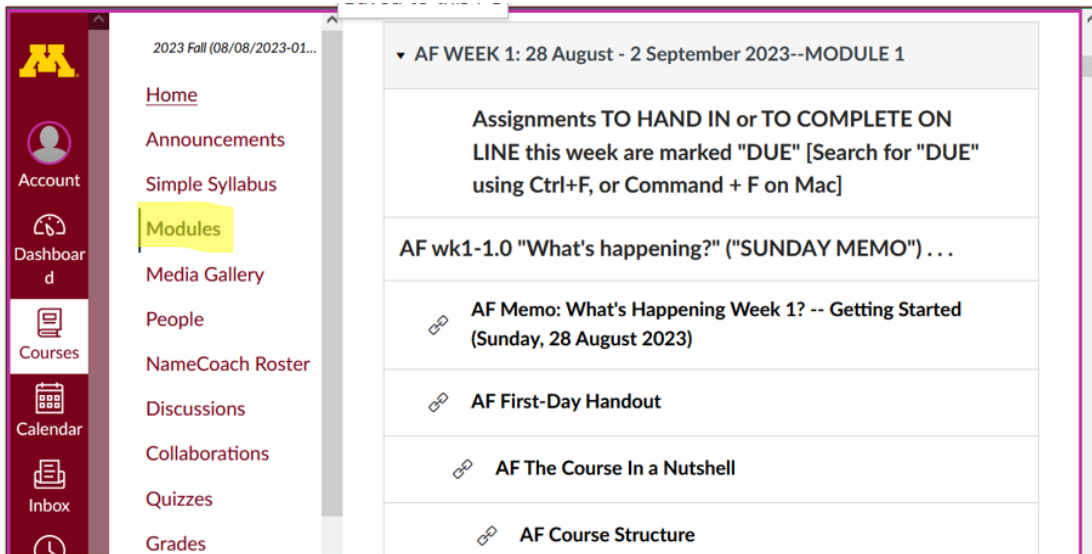 M
Account
Dashboar
d
Courses
Calendar
Inbox
2023 Fall (08/08/2023-01...
Home
Announcements
Simple Syllabus
Modules
Media Gallery
People
NameCoach Roster
Discussions
Collaborations
Quizzes
Grades
AF WEEK 1: 28 August - 2 September 2023--MODULE 1
Assignments TO HAND IN or TO COMPLETE ON
LINE this week are marked "DUE" [Search for "DUE"
using Ctrl+F, or Command + F on Mac]
AF wk1-1.0 "What's happening?" ("SUNDAY MEMO") . . .
AF Memo: What's Happening Week 1? -- Getting Started
(Sunday, 28 August 2023)
AF First-Day Handout
AF The Course In a Nutshell
AF Course Structure